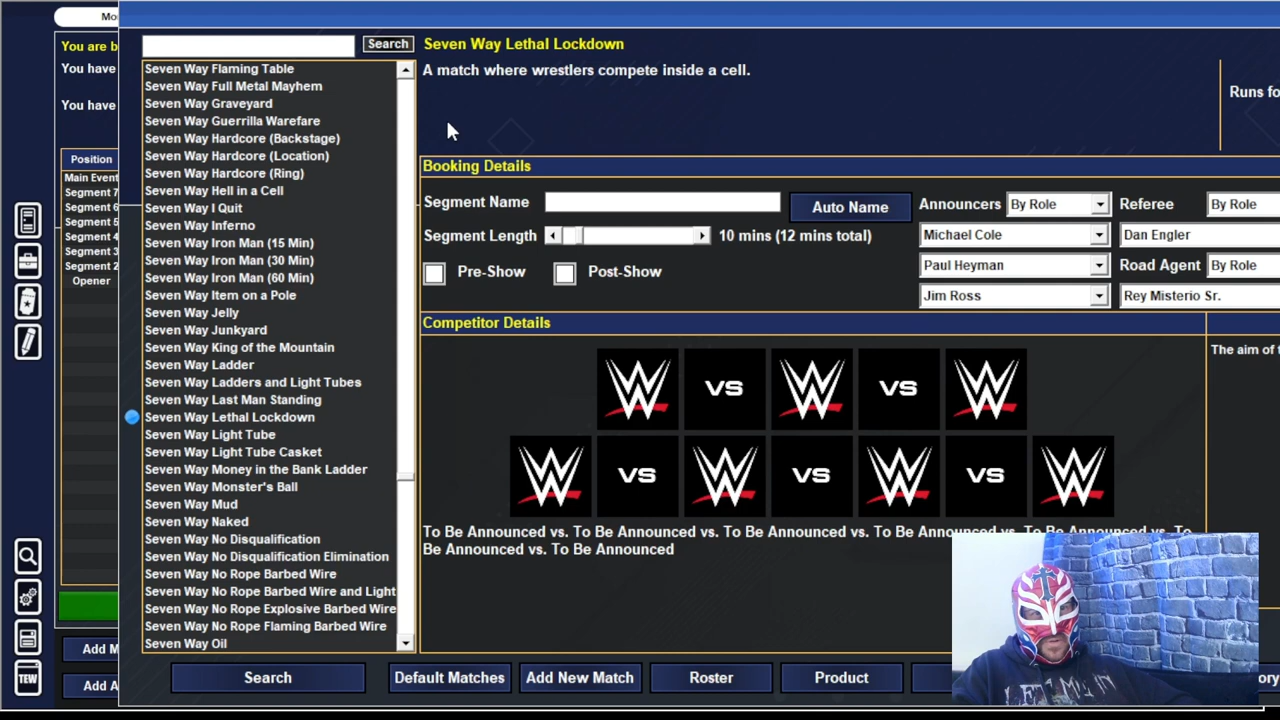 Mo
Search
Seven Way Lethal Lockdown
You are b
A match where wrestlers compete inside a cell.
You have
Runs fo
You have
Seven Way Flaming Table
Seven Way Full Metal Mayhem
Seven Way Graveyard
Seven Way Guerrilla Warefare
Seven Way Hardcore (Backstage)
Seven Way Hardcore (Location)
Seven Way Hardcore (Ring)
Seven Way Hell in a Cell
Seven Way I Quit
Seven Way Inferno
Seven Way Iron Man (15 Min)
Seven Way Iron Man (30 Min)
Seven Way Iron Man (60 Min)
Seven Way Item on a Pole
Seven Way Jelly
Seven Way Junkyard
Seven Way King of the Mountain
Seven Way Ladder
Seven Way Ladders and Light Tubes
Seven Way Last Man Standing
Seven Way Lethal Lockdown
Seven Way Light Tube
Seven Way Light Tube Casket
Seven Way Money in the Bank Ladder
Seven Way Monster's Ball
Seven Way Mud
Seven Way Naked
Seven Way No Disqualification
Seven Way No Disqualification Elimination
Seven Way No Rope Barbed Wire
Seven Way No Rope Barbed Wire and Light
Seven Way No Rope Explosive Barbed Wire
Seven Way No Rope Flaming Barbed Wire
Seven Way Oil
Position
Main Event
Segment 7
Segment 6
Segment 5
Segment 4
Segment 3
Segment 2
Opener
Booking Details
Segment Name
Auto Name
Announcers
By Role
Referee
By Role
Segment Length
10 mins (12 mins total)
Michael Cole
Dan Engler
Pre-Show
Post-Show
Paul Heyman
Road Agent
By Role
Jim Ross
Rey Misterio Sr.
Competitor Details
The aim of t
VS
VS
VS
VS
VS
To Be Announced vs. To Be Announced vs. To Be Announced vs. To Be Announced vs. To Be Announced vs. To
Be Announced vs. To Be Announced
Add M
Add A
TEW
Search
Default Matches
Add New Match
Roster
Product
ory